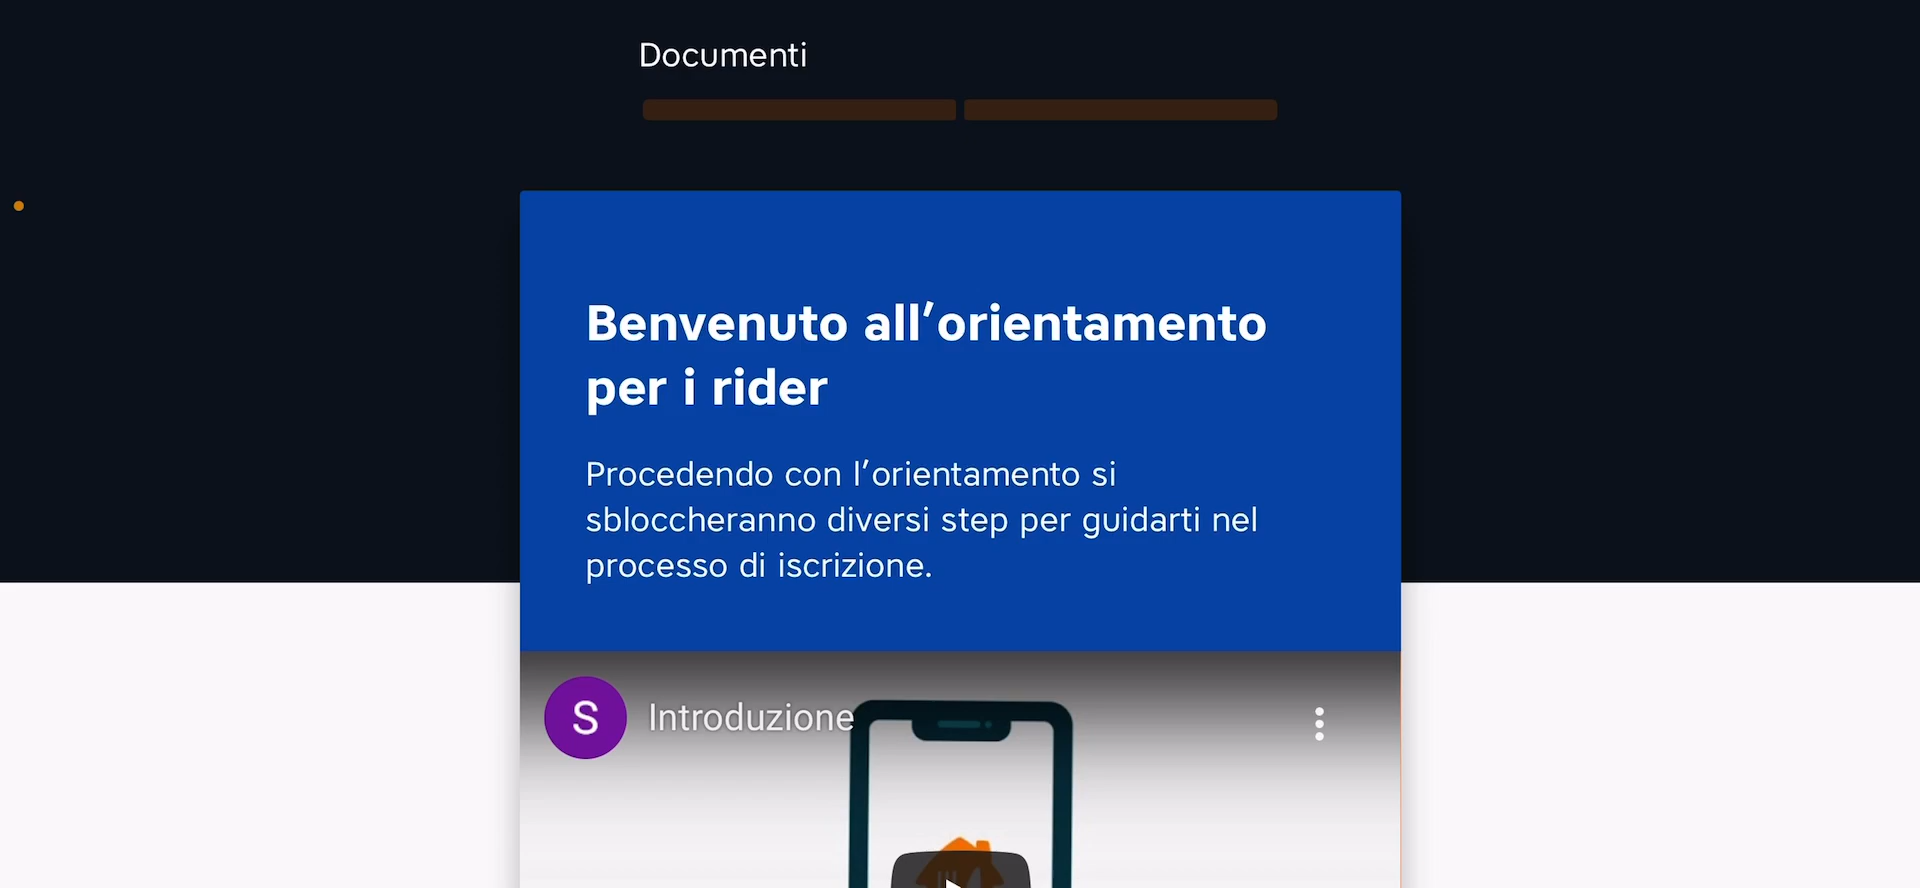 Documenti
Benvenuto all’orientamento
per i rider
Procedendo con l’orientamento si
sbloccheranno diversi step per guidarti nel
processo di iscrizione.
S
Introduzione